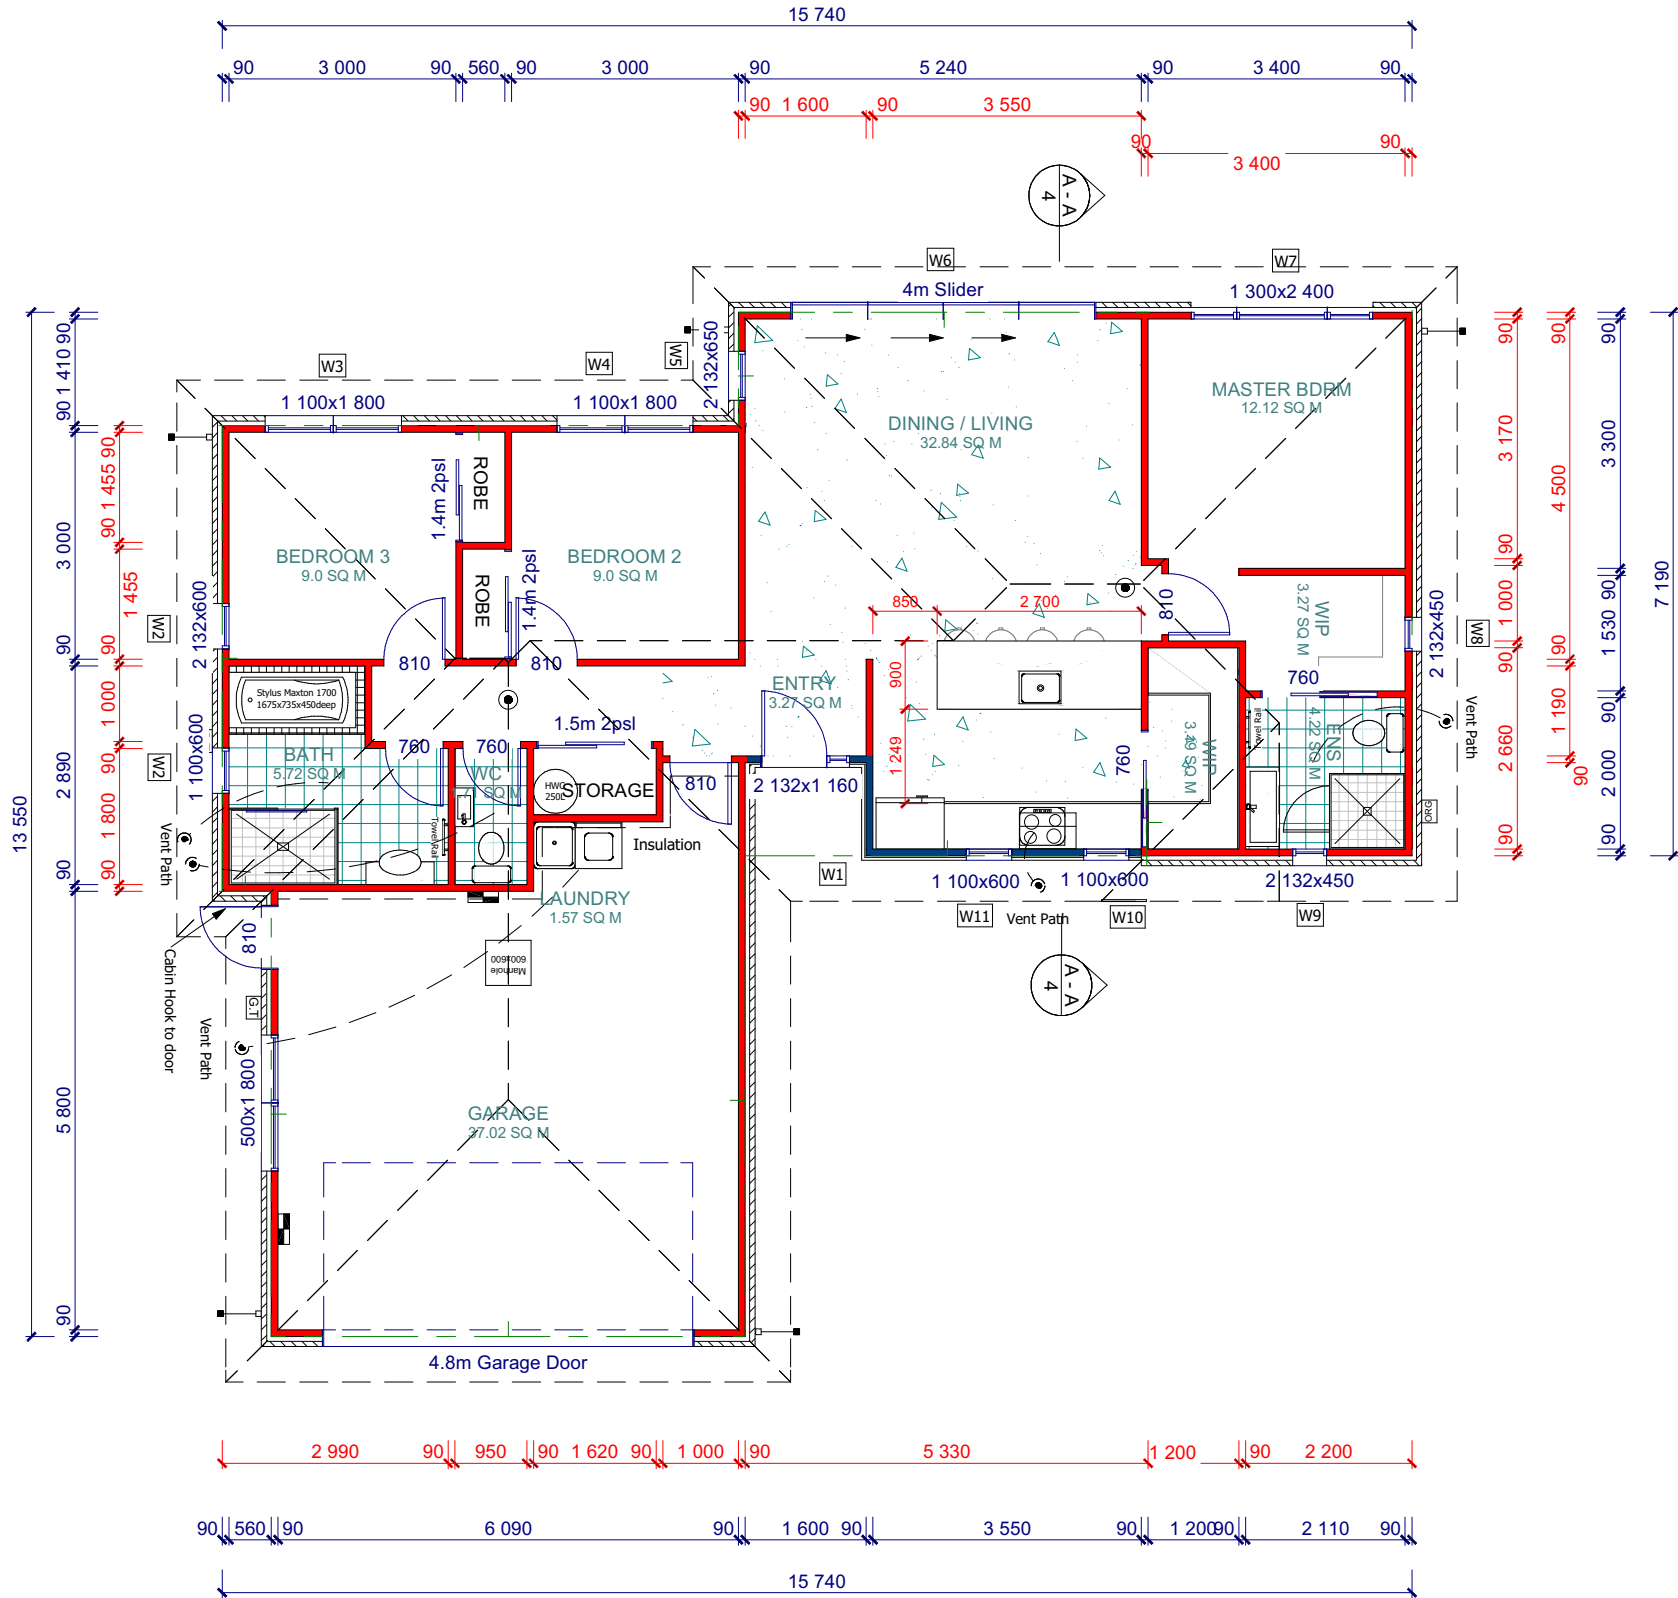 15 740
90 3 000 90 560 90 3 000 90 5 240 90 3 400 90
90 1 600 90 3 550
90 3 400 90
A - A
4
W6
W7
4m Slider
1 300x2 400
W3
W4
W5
2 132x650
1 100x1 800
1 100x1 800
MASTER BDRM
12.12 SQ M
DINING / LIVING
32.84 SQ M
ROBE
1.4m 2psl
BEDROOM 3
9.0 SQ M
BEDROOM 2
9.0 SQ M
ROBE
1.4m 2psl
W2
2 132x600
810
810
850
2 700
810
WIP
3.27 SQ M
2 132x450
W8
Stylus Maxton 1700
1675x735x450deep
ENTRY
3.27 SQ M
900
1 249
760
Towel Rail
ENS
4.22 SQ M
Vent Path
1.5m 2psl
BATH
5.72 SQ M
760
760
WC
W2
1 100x600
HWC
250L
STORAGE
810
2 132x1 160
760
WIP
3.49 SQ M
ORG
Towel Rail
Vent Path
Insulation
W1
1 100x600
1 100x600
2 132x450
W11
Vent Path
W10
W9
LAUNDRY
1.57 SQ M
810
Cabin Hook to door
Manhole
600x600
A - A
4
G.T
Vent Path
500x1 800
GARAGE
37.02 SQ M
4.8m Garage Door
13 550
90 1 410 90
3 000
90
2 890
90
5 800
90
90 1 455 90
1 455
90
1 000
90
1 800
90
90
3 170
90
1 000
90
2 660
90
90
4 500
90
1 190
90
90
3 300
90
1 530
90
2 000
90
7 190
2 990 90 950 90 1 620 90 1 000 90 5 330 1 200 90 2 200
90 560 90 6 090 90 1 600 90 3 550 90 1 200 90 2 110 90
15 740